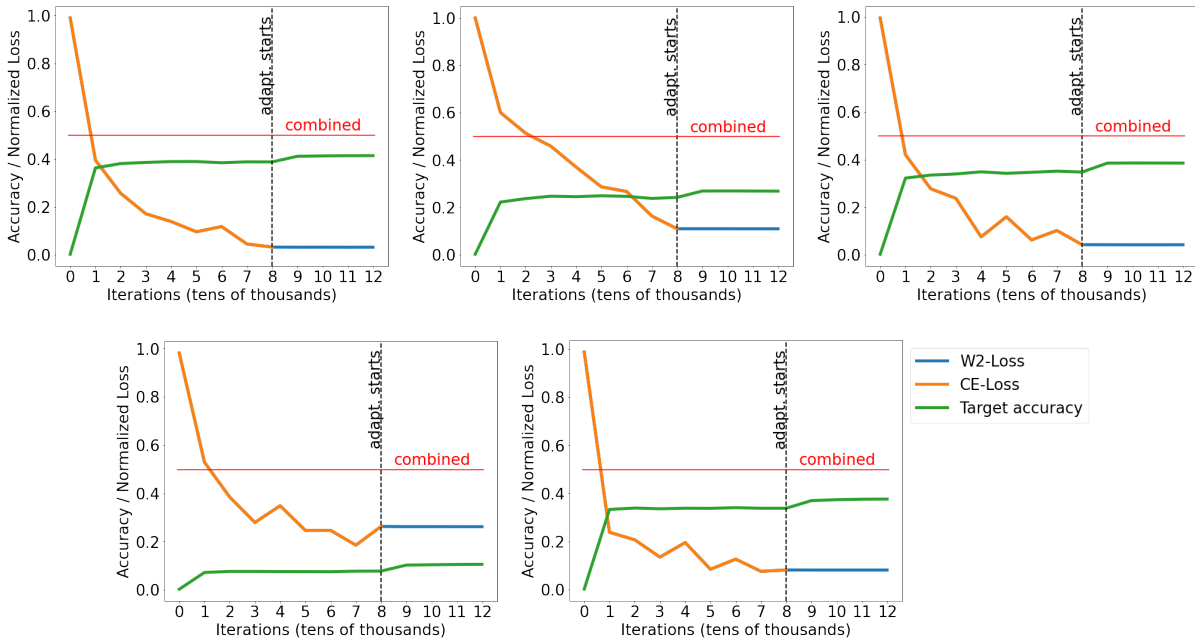 1.0
0.8
0.6
0.4
0.2
0.0
Accuracy / Normalized Loss
adapt. starts
combined
0 1 2 3 4 5 6 7 8 9 10 11 12
Iterations (tens of thousands)
1.0
0.8
0.6
0.4
0.2
0.0
Accuracy / Normalized Loss
adapt. starts
combined
0 1 2 3 4 5 6 7 8 9 10 11 12
Iterations (tens of thousands)
1.0
0.8
0.6
0.4
0.2
0.0
Accuracy / Normalized Loss
adapt. starts
combined
0 1 2 3 4 5 6 7 8 9 10 11 12
Iterations (tens of thousands)
1.0
0.8
0.6
0.4
0.2
0.0
Accuracy / Normalized Loss
adapt. starts
combined
0 1 2 3 4 5 6 7 8 9 10 11 12
Iterations (tens of thousands)
1.0
0.8
0.6
0.4
0.2
0.0
Accuracy / Normalized Loss
adapt. starts
combined
0 1 2 3 4 5 6 7 8 9 10 11 12
Iterations (tens of thousands)
W2-Loss
CE-Loss
Target accuracy